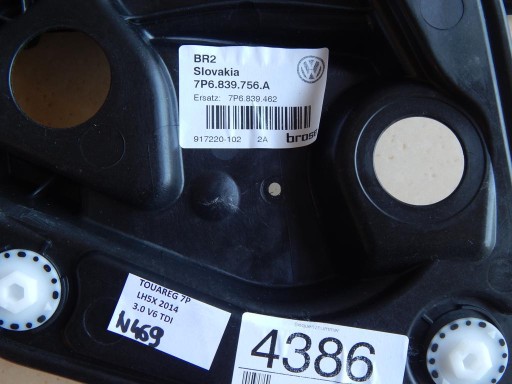 BR2
Slovakia
7P6.839.756.A
Ersatz: 7P6.839.462
917220-102 2A brose
TOUAREG 7P
LH5X 2014
3.0 V6 TDI
N469
4386